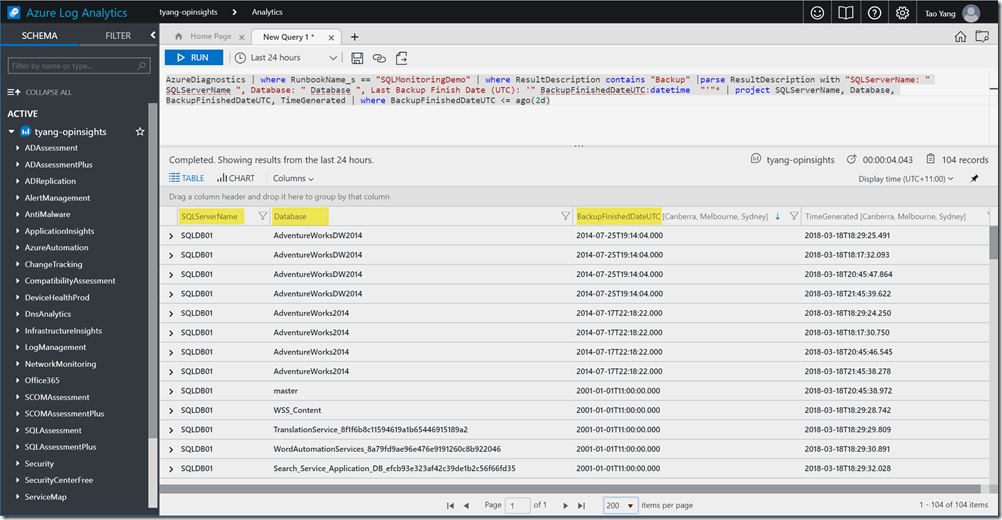 Azure Log Analytics
tyang-opinsights > Analytics
Tao Yang
SCHEMA FILTER
Home Page × New Query 1 * × +
RUN Last 24 hours
Filter by name or type...
COLLAPSE ALL
ACTIVE
tyang-opinsights
ADAssessment
ADAssessmentPlus
ADReplication
AlertManagement
AntiMalware
ApplicationInsights
AzureAutomation
ChangeTracking
CompatibilityAssessment
DeviceHealthProd
DnsAnalytics
InfrastructureInsights
LogManagement
NetworkMonitoring
Office365
SCOMAssessment
SCOMAssessmentPlus
SQLAssessment
SQLAssessmentPlus
Security
SecurityCenterFree
ServiceMap
AzureDiagnostics | where RunbookName_s == "SQLMonitoringDemo" | where ResultDescription contains "Backup" |parse ResultDescription with "SQLServerName: "
SQLServerName ", Database: " Database ", Last Backup Finish Date (UTC): '" BackupFinishedDateUTC:datetime "'"* | project SQLServerName, Database,
BackupFinishedDateUTC, TimeGenerated | where BackupFinishedDateUTC <= ago(2d)
Completed. Showing results from the last 24 hours.
tyang-opinsights 00:00:04.043 104 records
TABLE CHART Columns
Display time (UTC+11:00)
Drag a column header and drop it here to group by that column
SQLServerName Database BackupFinishedDateUTC [Canberra, Melbourne, Sydney] TimeGenerated [Canberra, Melbourne, Sydney]
SQLDB01 AdventureWorksDW2014 2014-07-25T19:14:04.000 2018-03-18T18:29:25.491
SQLDB01 AdventureWorksDW2014 2014-07-25T19:14:04.000 2018-03-18T18:17:32.093
SQLDB01 AdventureWorksDW2014 2014-07-25T19:14:04.000 2018-03-18T20:45:47.864
SQLDB01 AdventureWorksDW2014 2014-07-25T19:14:04.000 2018-03-18T21:45:39.622
SQLDB01 AdventureWorks2014 2014-07-17T22:18:22.000 2018-03-18T18:29:24.250
SQLDB01 AdventureWorks2014 2014-07-17T22:18:22.000 2018-03-18T18:17:30.750
SQLDB01 AdventureWorks2014 2014-07-17T22:18:22.000 2018-03-18T20:45:46.545
SQLDB01 AdventureWorks2014 2014-07-17T22:18:22.000 2018-03-18T21:45:38.278
SQLDB01 master 2001-01-01T11:00:00.000 2018-03-18T20:45:38.972
SQLDB01 WSS_Content 2001-01-01T11:00:00.000 2018-03-18T18:29:28.742
SQLDB01 TranslationService_8f1f6b8c11594619a1b65446915189a2 2001-01-01T11:00:00.000 2018-03-18T18:29:29.809
SQLDB01 WordAutomationServices_8a79fd9ae96e476e9191260c8b922046 2001-01-01T11:00:00.000 2018-03-18T18:29:30.891
SQLDB01 Search_Service_Application_DB_efcb93e323af42c39de1b2c56f66fd35 2001-01-01T11:00:00.000 2018-03-18T18:29:32.028
Page 1 of 1 200 items per page 1 - 104 of 104 items